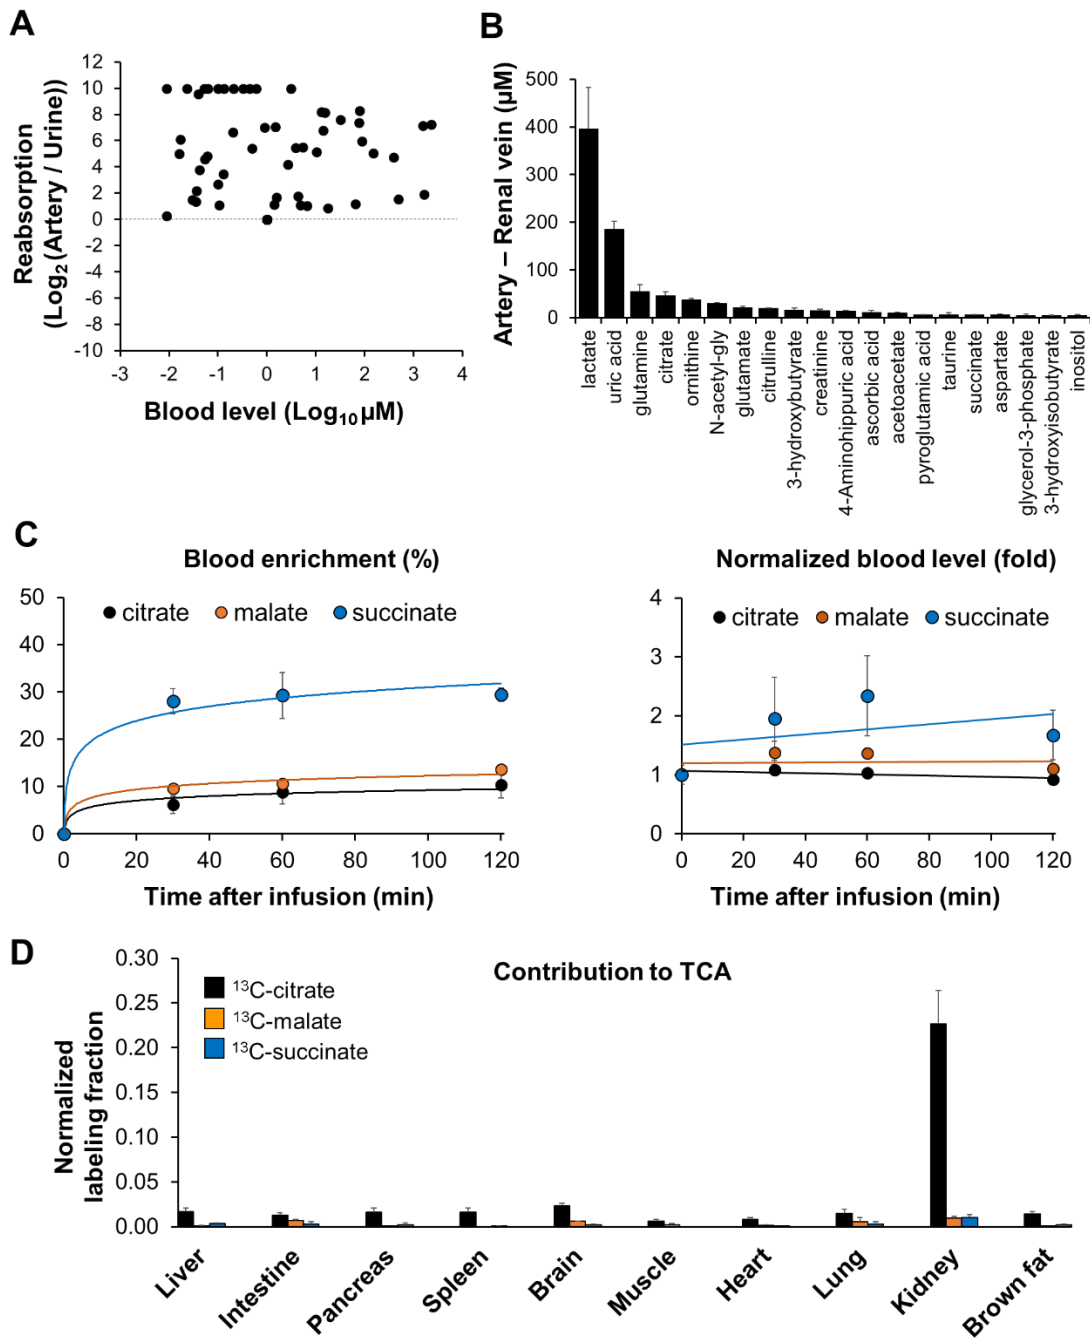 A
Reabsorption
(Log2(Artery / Urine))
12
10
8
6
4
2
0
-2
-4
-6
-8
-10
-3 -2 -1 0 1 2 3 4
Blood level (Log10 µM)
B
Artery – Renal vein (µM)
500
400
300
200
100
0
lactate
uric acid
glutamine
citrate
ornithine
N-acetyl-gly
glutamate
citrulline
3-hydroxybutyrate
creatinine
4-Aminohippuric acid
ascorbic acid
acetoacetate
pyroglutamic acid
taurine
succinate
aspartate
glycerol-3-phosphate
3-hydroxyisobutyrate
inositol
C
Blood enrichment (%)
50
40
30
20
10
0
citrate malate succinate
0 20 40 60 80 100 120
Time after infusion (min)
Normalized blood level (fold)
4
3
2
1
0
citrate malate succinate
0 20 40 60 80 100 120
Time after infusion (min)
D
Contribution to TCA
Normalized
labeling fraction
0.30
0.25
0.20
0.15
0.10
0.05
0.00
13C-citrate
13C-malate
13C-succinate
Liver
Intestine
Pancreas
Spleen
Brain
Muscle
Heart
Lung
Kidney
Brown fat